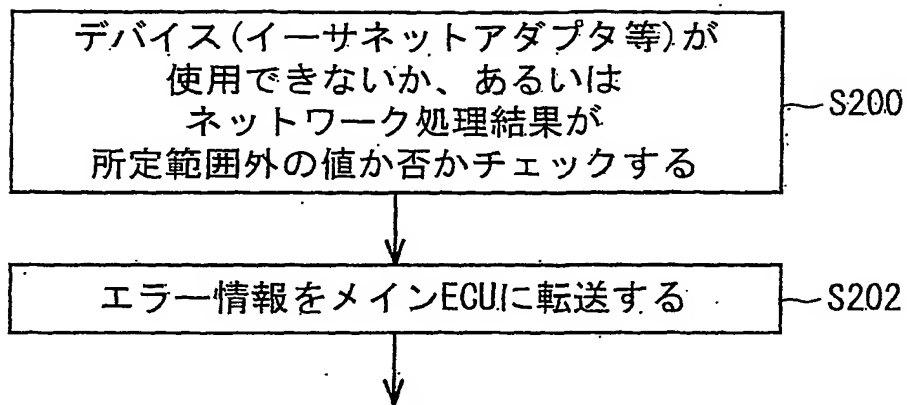 デバイス(イーサネットアダプタ等)が
使用できないか、あるいは
ネットワーク処理結果が
所定範囲外の値か否かチェックする
S200
エラー情報をメインECUに転送する
S202